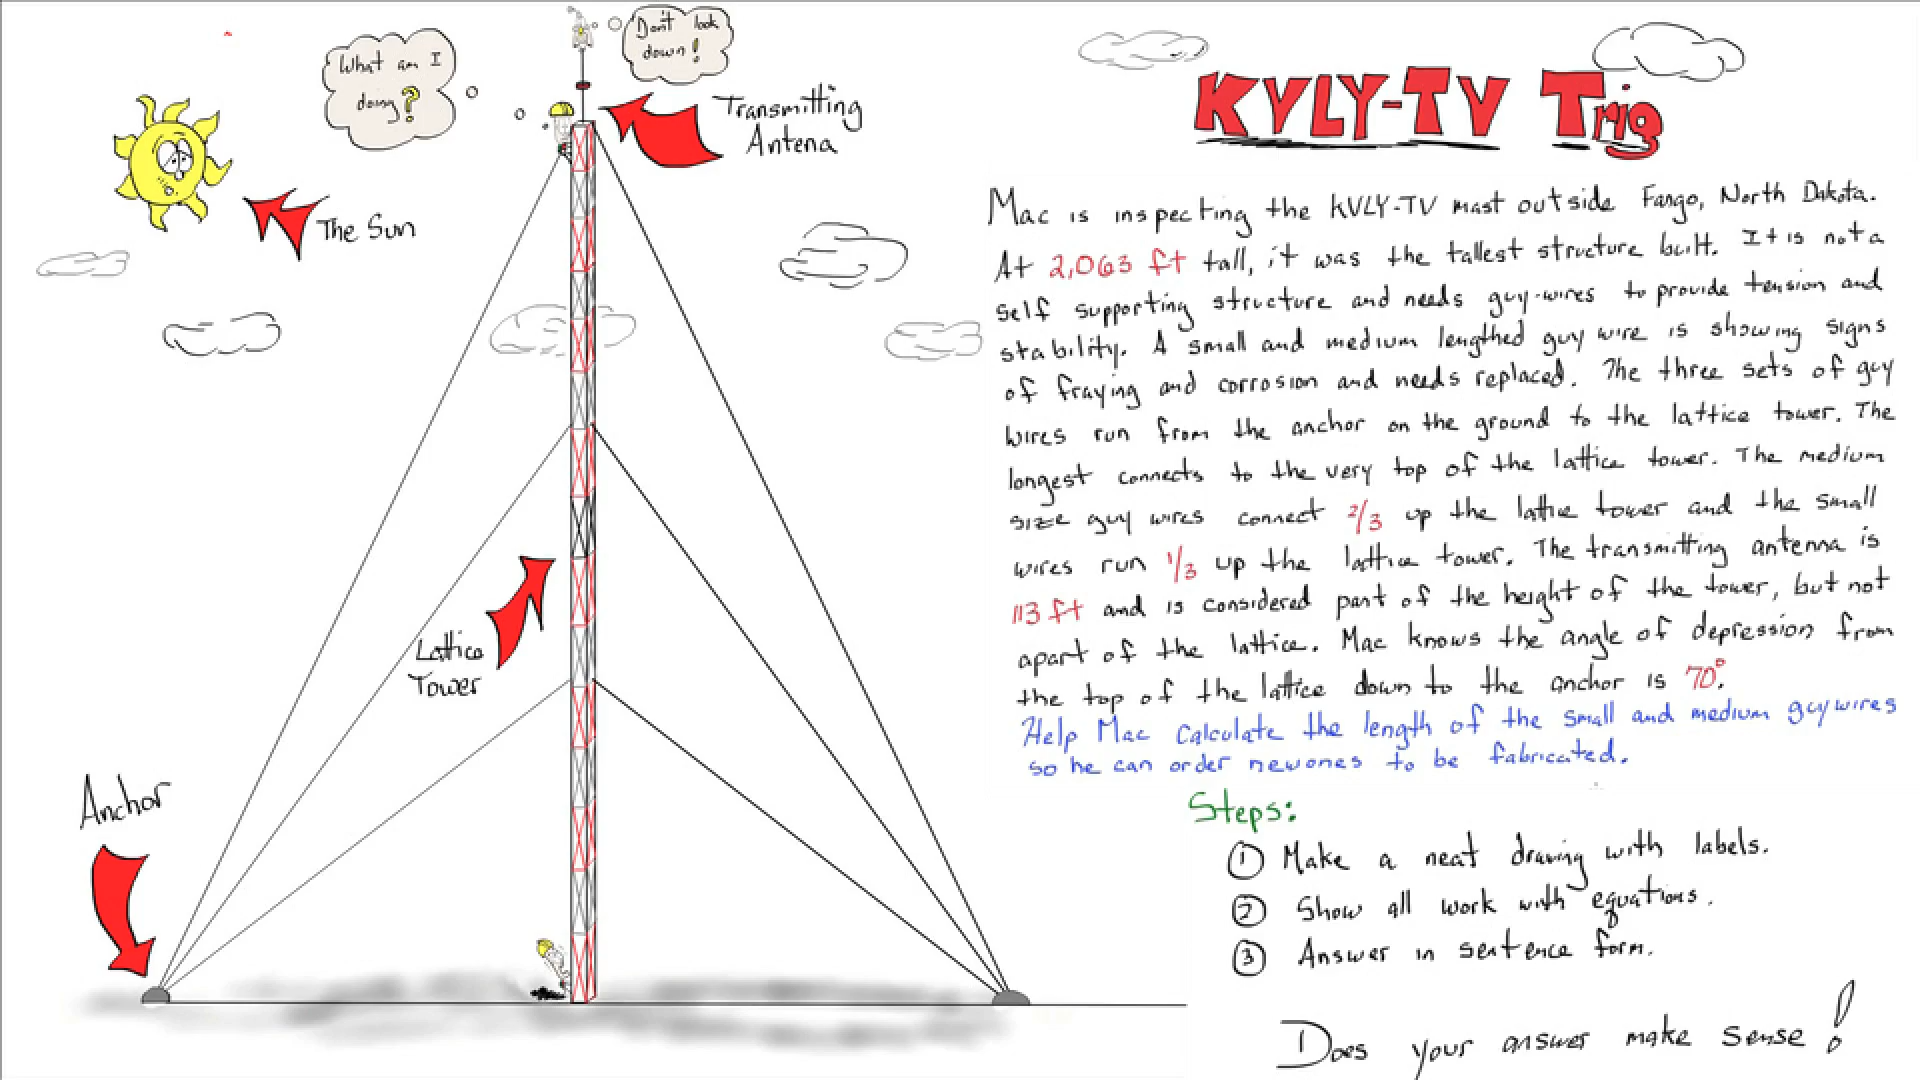 What am I
doing?
Don't look
down!
Transmitting
Antena
The Sun
Lattice
Tower
Anchor
KVLY-TV Trig
Mac is inspecting the KVLY-TV mast outside Fargo, North Dakota.
At 2,063 ft tall, it was the tallest structure built. It is not a
self supporting structure and needs guy-wires to provide tension and
stability. A small and medium lengthed guy wire is showing signs
of fraying and corrosion and needs replaced. The three sets of guy
wires run from the anchor on the ground to the lattice tower. The
longest connects to the very top of the lattice tower. The medium
size guy wires connect 2/3 up the lattice tower and the small
wires run 1/3 up the lattice tower. The transmitting antenna is
113 ft and is considered part of the height of the tower, but not
apart of the lattice. Mac knows the angle of depression from
the top of the lattice down to the anchor is 70°.
Help Mac calculate the length of the small and medium guywires
so he can order newones to be fabricated.
Steps:
1 Make a neat drawing with labels.
2 Show all work with equations.
3 Answer in sentence form.
Does your answer make sense!